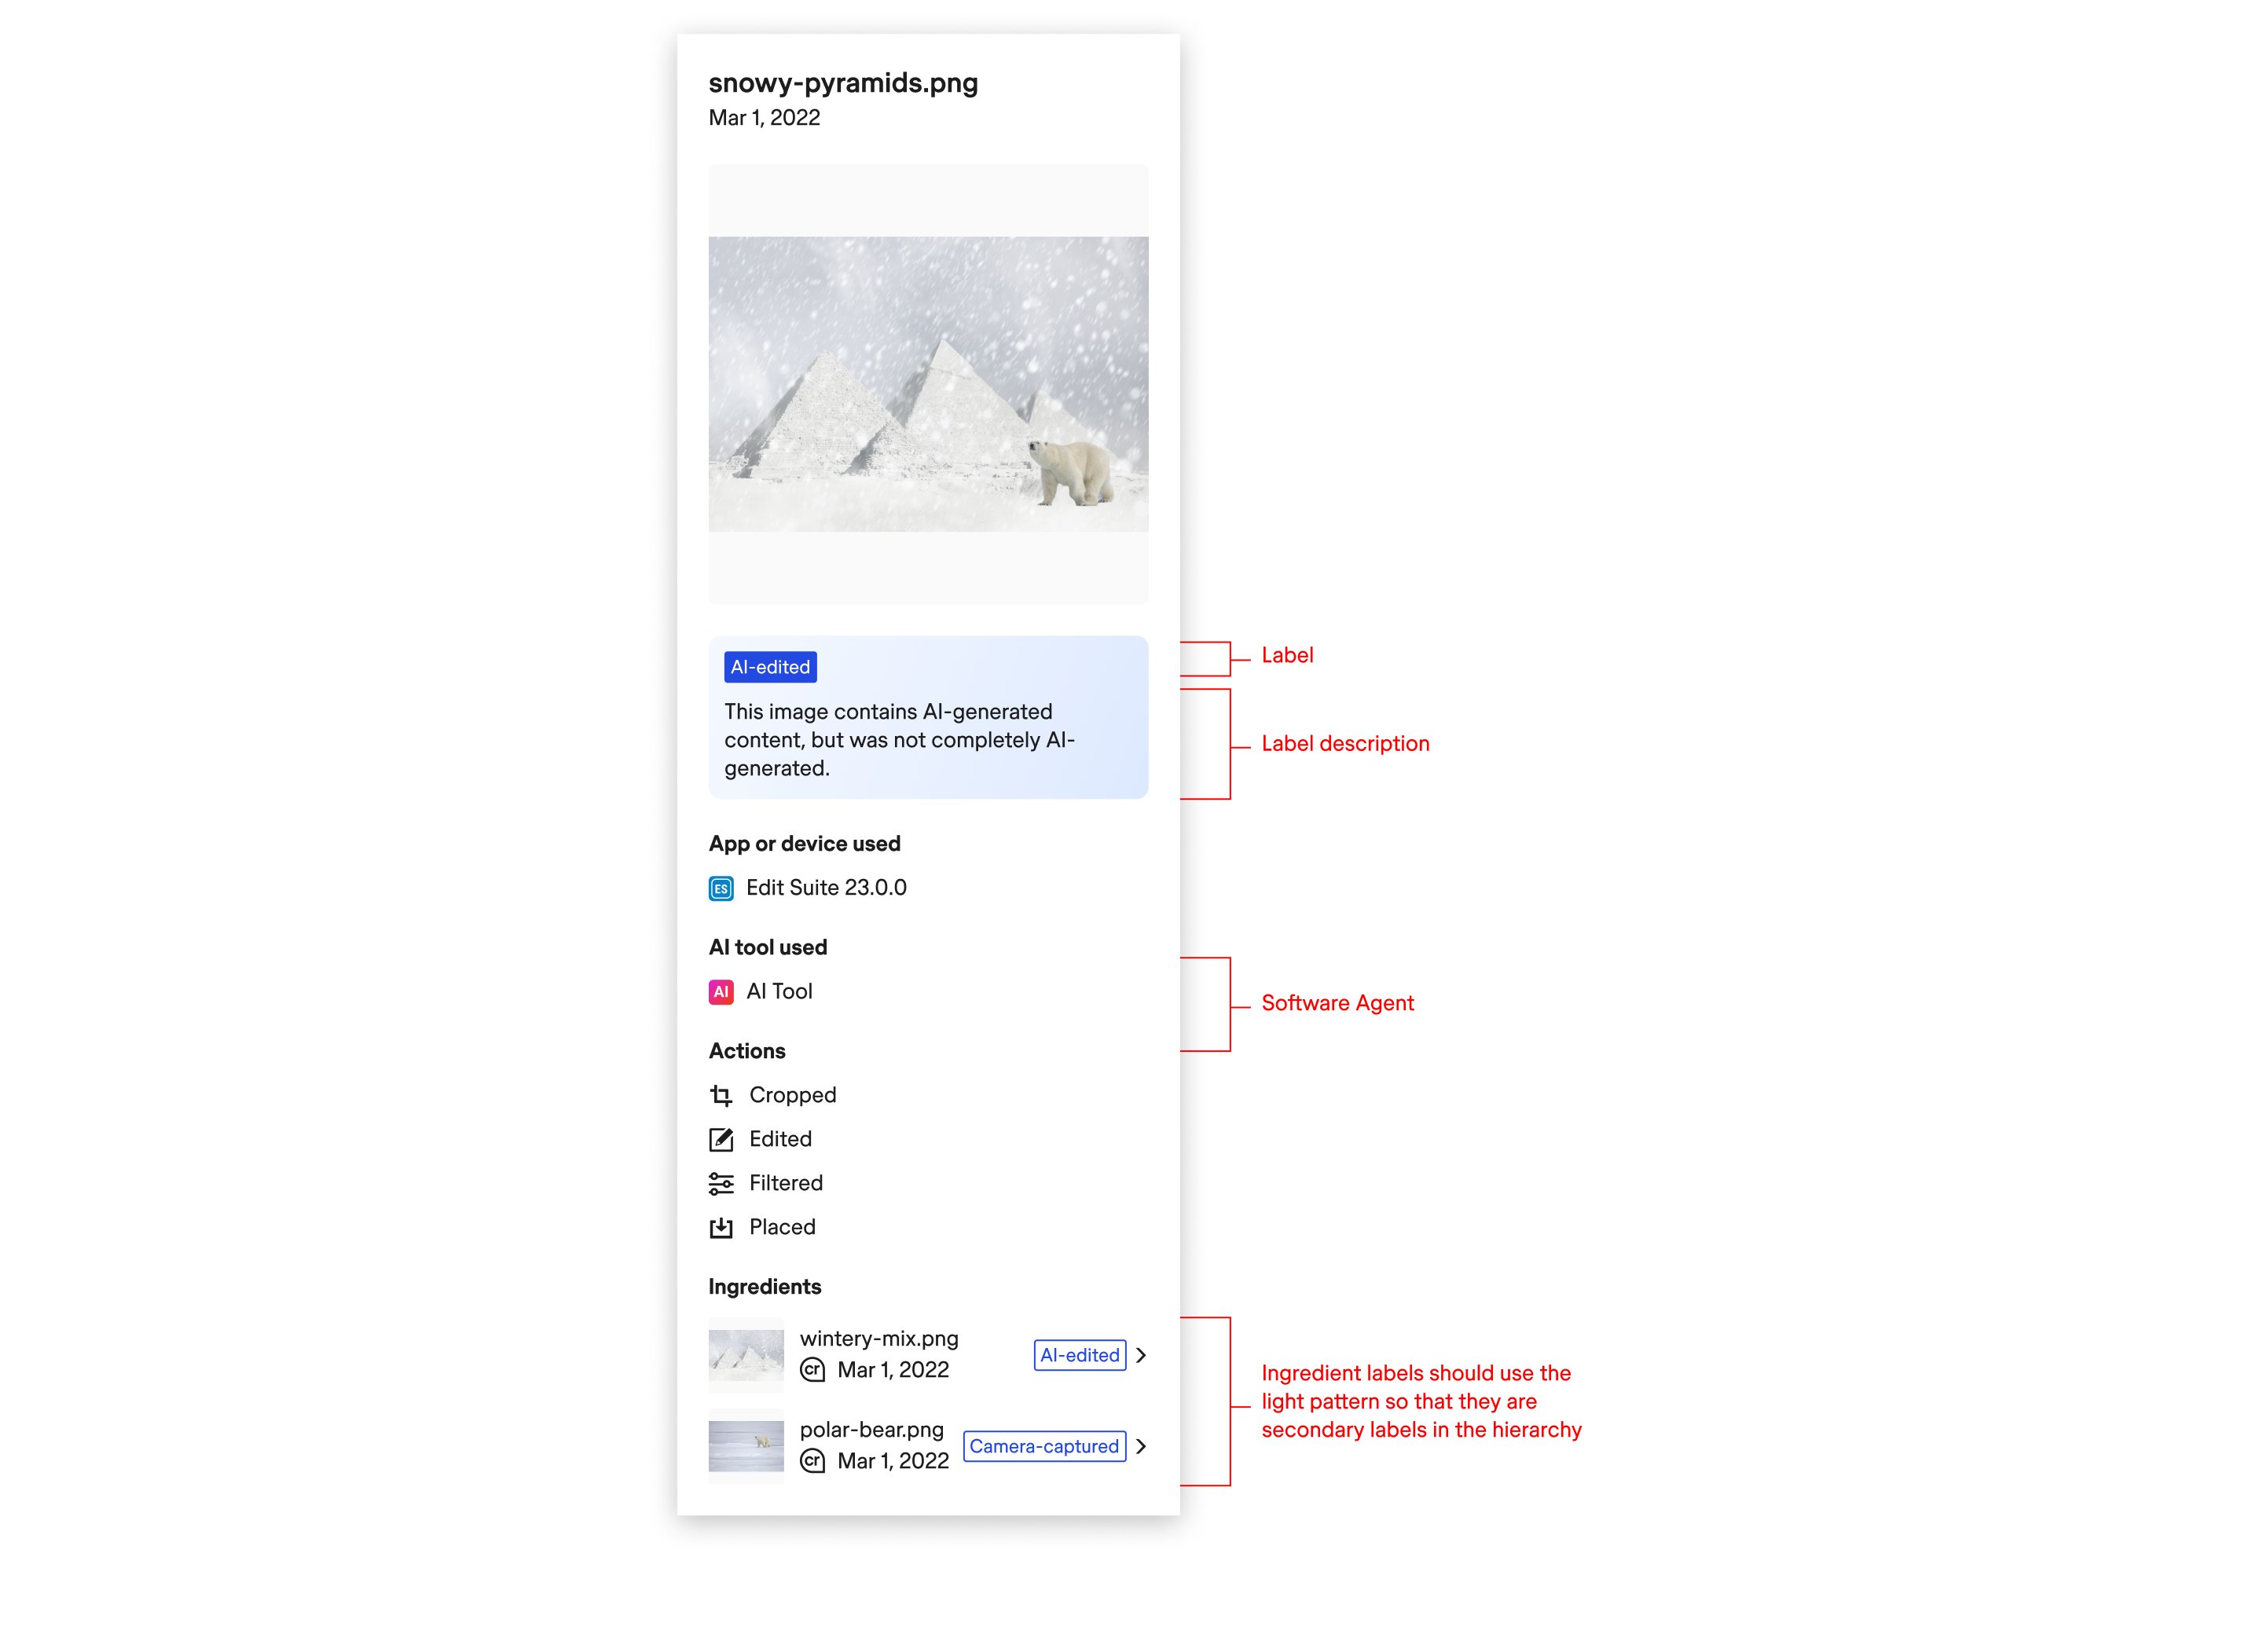 snowy-pyramids.png
Mar 1, 2022
AI-edited
This image contains AI-generated
content, but was not completely AI-
generated.
App or device used
ES Edit Suite 23.0.0
AI tool used
AI AI Tool
Actions
Cropped
Edited
Filtered
Placed
Ingredients
wintery-mix.png
cr Mar 1, 2022
AI-edited
polar-bear.png
cr Mar 1, 2022
Camera-captured
Label
Label description
Software Agent
Ingredient labels should use the
light pattern so that they are
secondary labels in the hierarchy